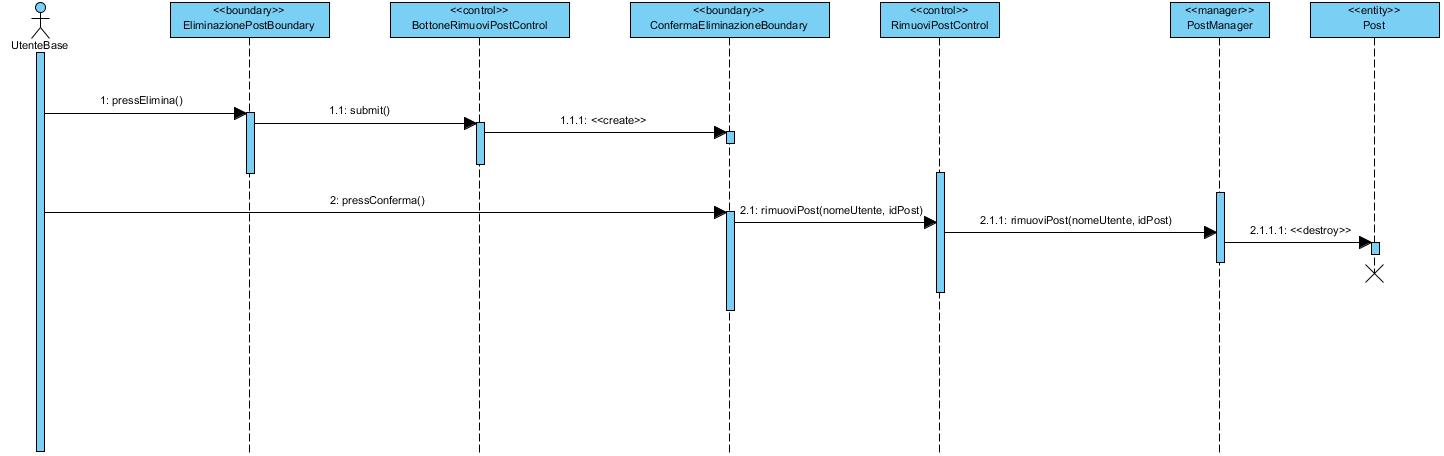 <<boundary>>
EliminazionePostBoundary
<<control>>
BottoneRimuoviPostControl
<<boundary>>
ConfermaEliminazioneBoundary
<<control>>
RimuoviPostControl
<<manager>>
PostManager
<<entity>>
Post
UtenteBase
1: pressElimina()
1.1: submit()
1.1.1: <<create>>
2: pressConferma()
2.1: rimuoviPost(nomeUtente, idPost)
2.1.1: rimuoviPost(nomeUtente, idPost)
2.1.1.1: <<destroy>>